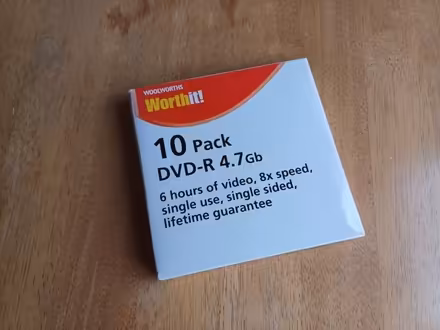 WOOLWORTHS
Worthit!
10 Pack
DVD-R 4.7Gb
6 hours of video, 8x speed,
single use, single sided,
lifetime guarantee